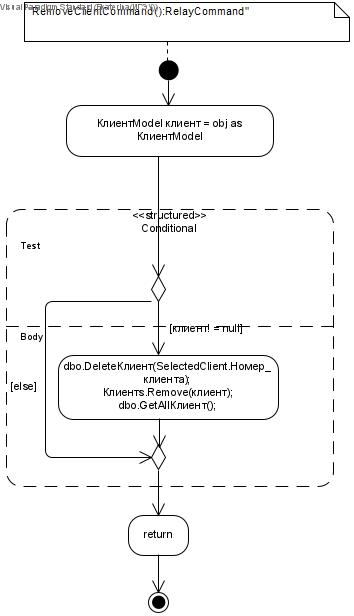 "RemoveClientCommand():RelayCommand"
КлиентModel клиент = obj as
КлиентModel
<<structured>>
Conditional
Test
[клиент! = null]
Body
dbo.DeleteКлиент(SelectedClient.Номер_
клиента);
Клиенты.Remove(клиент);
dbo.GetAllКлиент();
[else]
return